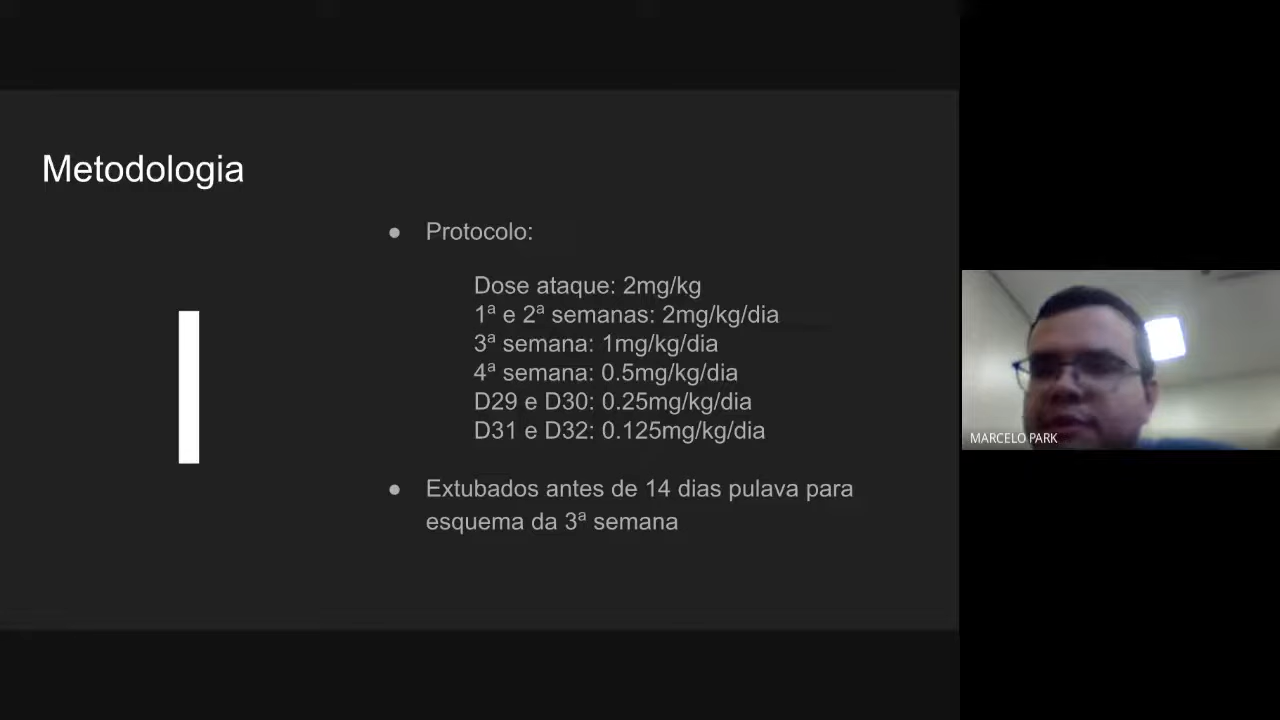 Metodologia
I
● Protocolo:
Dose ataque: 2mg/kg
1ª e 2ª semanas: 2mg/kg/dia
3ª semana: 1mg/kg/dia
4ª semana: 0.5mg/kg/dia
D29 e D30: 0.25mg/kg/dia
D31 e D32: 0.125mg/kg/dia
● Extubados antes de 14 dias pulava para
esquema da 3ª semana
MARCELO PARK